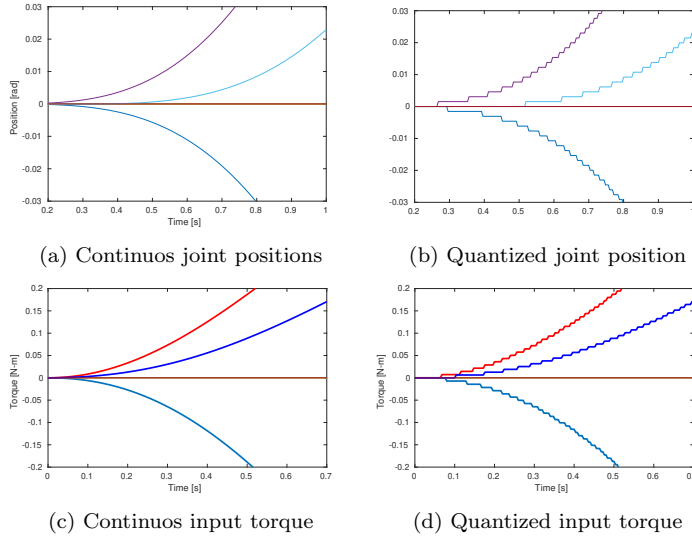 0.03
0.02
0.01
0
-0.01
-0.02
-0.03
Position [rad]
0.2 0.3 0.4 0.5 0.6 0.7 0.8 0.9 1
Time [s]
(a) Continuos joint positions
0.03
0.02
0.01
0
-0.01
-0.02
-0.03
0.2 0.3 0.4 0.5 0.6 0.7 0.8 0.9 1
(b) Quantized joint position
0.2
0.15
0.1
0.05
0
-0.05
-0.1
-0.15
-0.2
Torque [N-m]
0 0.1 0.2 0.3 0.4 0.5 0.6 0.7
Time [s]
(c) Continuos input torque
0.2
0.15
0.1
0.05
0
-0.05
-0.1
-0.15
-0.2
Torque [N-m]
0 0.1 0.2 0.3 0.4 0.5 0.6
Time [s]
(d) Quantized input torque